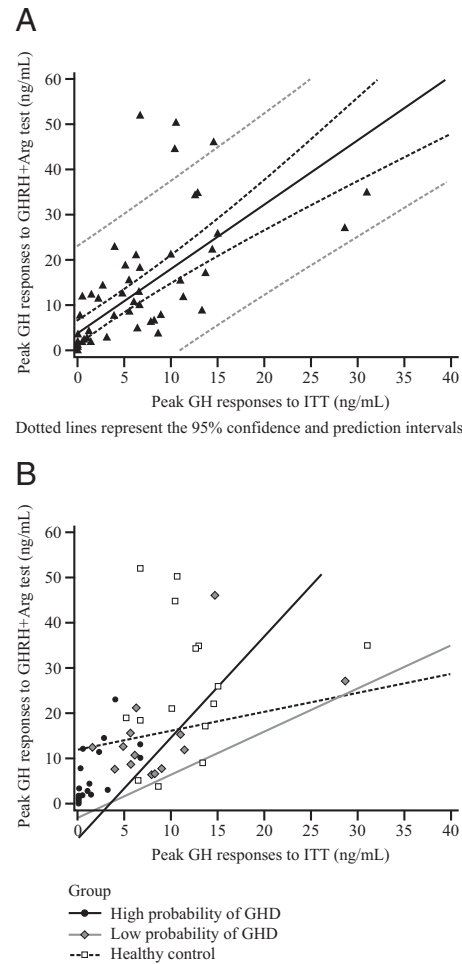 A
Peak GH responses to GHRH+Arg test (ng/mL)
60
50
40
30
20
10
0
0 5 10 15 20 25 30 35 40
Peak GH responses to ITT (ng/mL)
Dotted lines represent the 95% confidence and prediction intervals
B
Peak GH responses to GHRH+Arg test (ng/mL)
60
50
40
30
20
10
0
0 5 10 15 20 25 30 35 40
Peak GH responses to ITT (ng/mL)
Group
High probability of GHD
Low probability of GHD
Healthy control